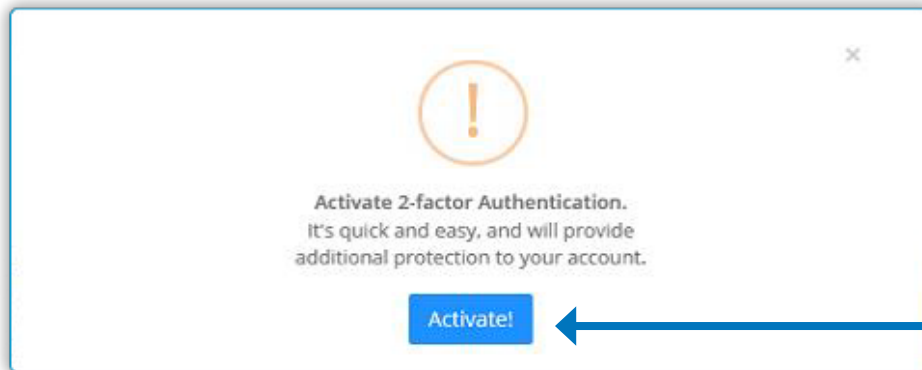 Activate 2-factor Authentication.
It's quick and easy, and will provide
additional protection to your account.
Activate!